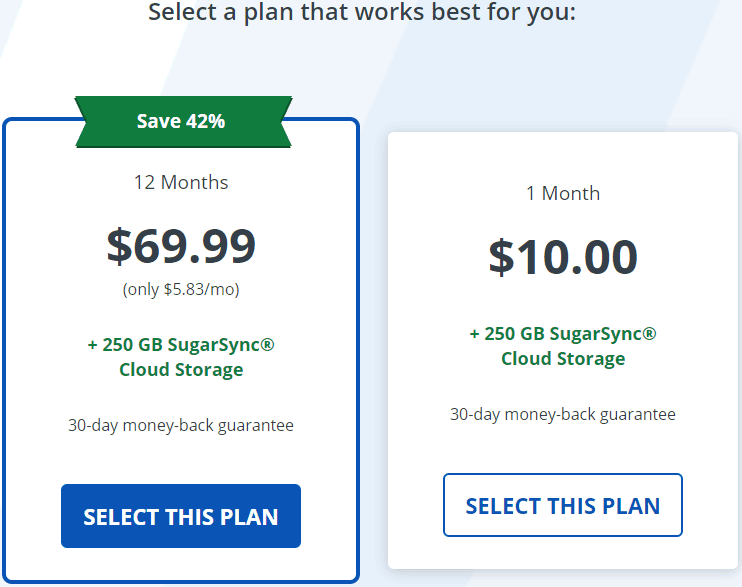 Select a plan that works best for you:
Save 42%
12 Months
$69.99
(only $5.83/mo)
+ 250 GB SugarSync®
Cloud Storage
30-day money-back guarantee
SELECT THIS PLAN
1 Month
$10.00
+ 250 GB SugarSync®
Cloud Storage
30-day money-back guarantee
SELECT THIS PLAN